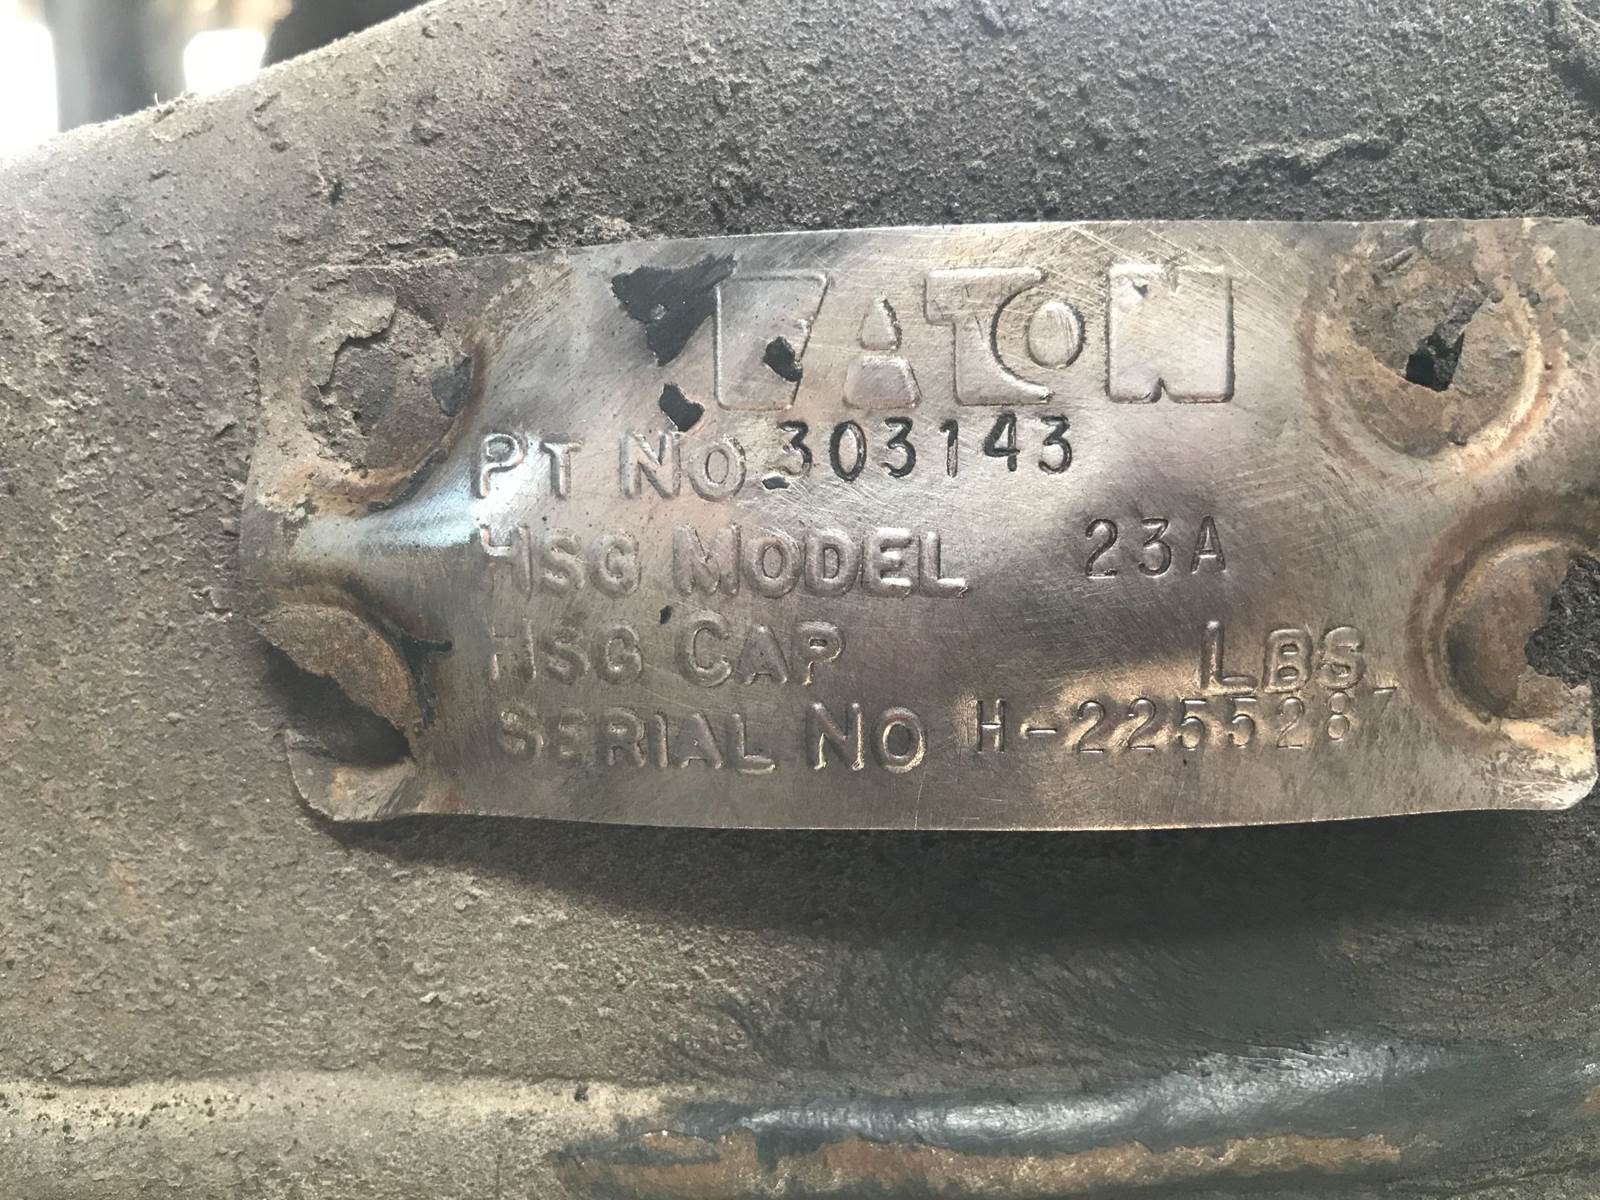 EATON
PT NO 303143
HSG MODEL 23A
HSG CAP LBS
SERIAL NO H-2255287